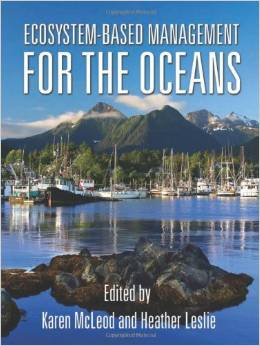 ECOSYSTEM-BASED MANAGEMENT
FOR THE OCEANS
Edited by
Karen McLeod and Heather Leslie